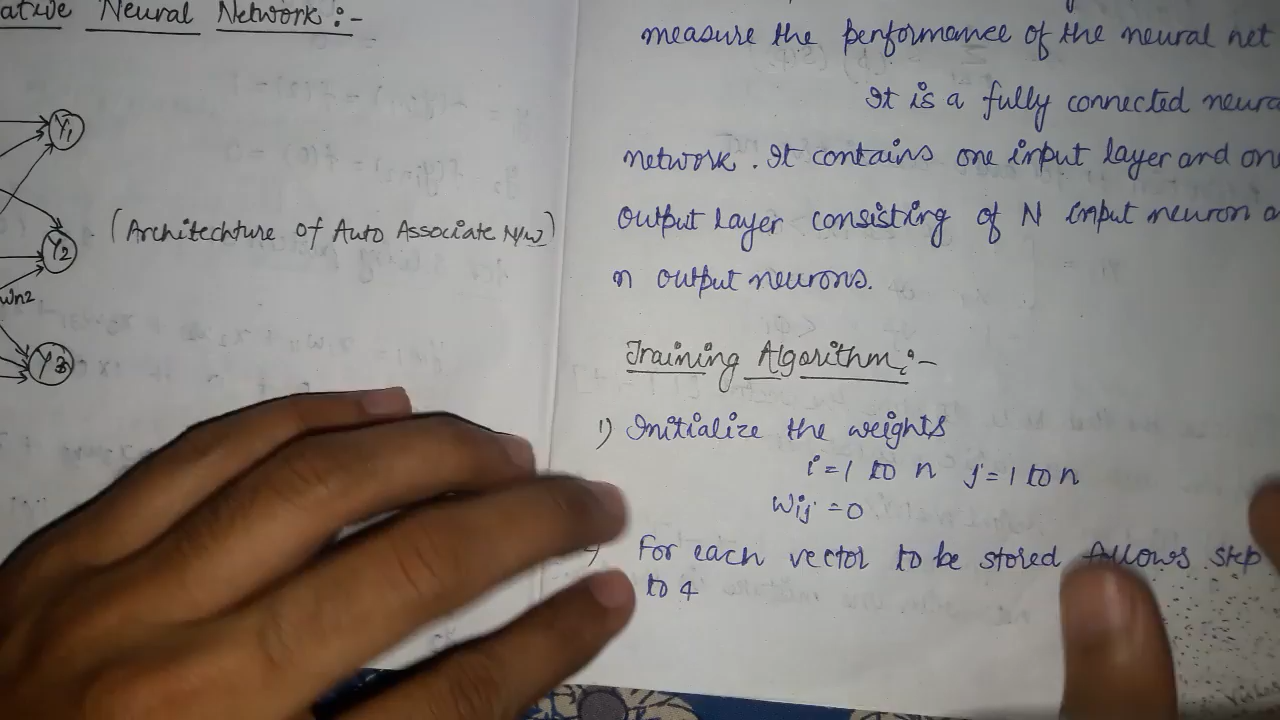 ative Neural Network :-
Y1
Y2
(Architechture of Auto Associate N/W)
Wn2
Y3
measure the performance of the neural net
It is a fully connected neura
network. It contains one input layer and on
output layer consisting of N input neuron a
n output neurons.
Training Algorithm :-
1) Initialize the weights
i=1 to n j=1 to n
Wij = 0
For each vector to be stored follows step
to 4